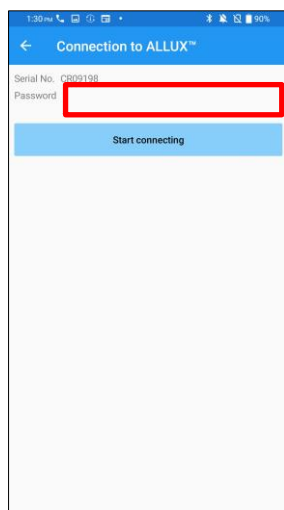 1:30 PM 90%
Connection to ALLUX™
Serial No. CR09198
Password
Start connecting